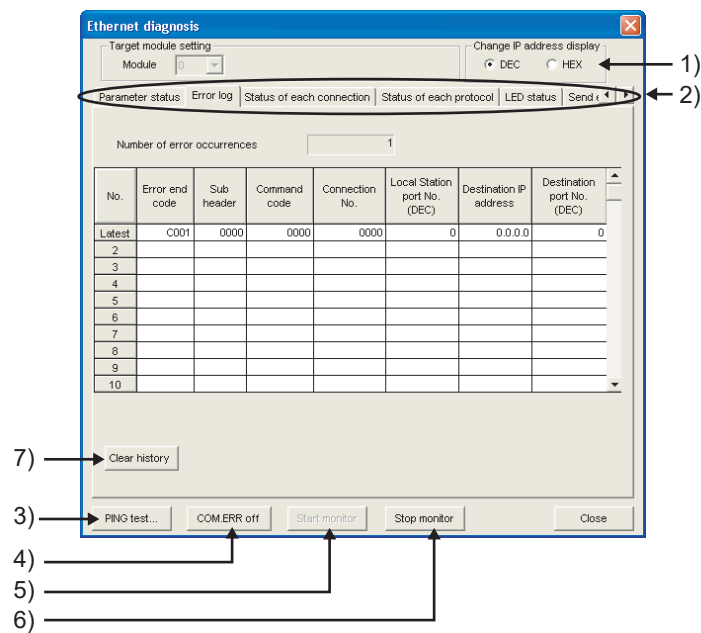 Ethernet diagnosis
Target module setting
Module 0
Change IP address display
DEC HEX
1)
Parameter status Error log Status of each connection Status of each protocol LED status Send e
2)
Number of error occurrences 1
No. Error end code Sub header Command code Connection No. Local Station port No. (DEC) Destination IP address Destination port No. (DEC)
Latest C001 0000 0000 0000 0 0.0.0.0 0
2
3
4
5
6
7
8
9
10
7)
Clear history
3)
PING test... COM.ERR off Start monitor Stop monitor Close
4)
5)
6)